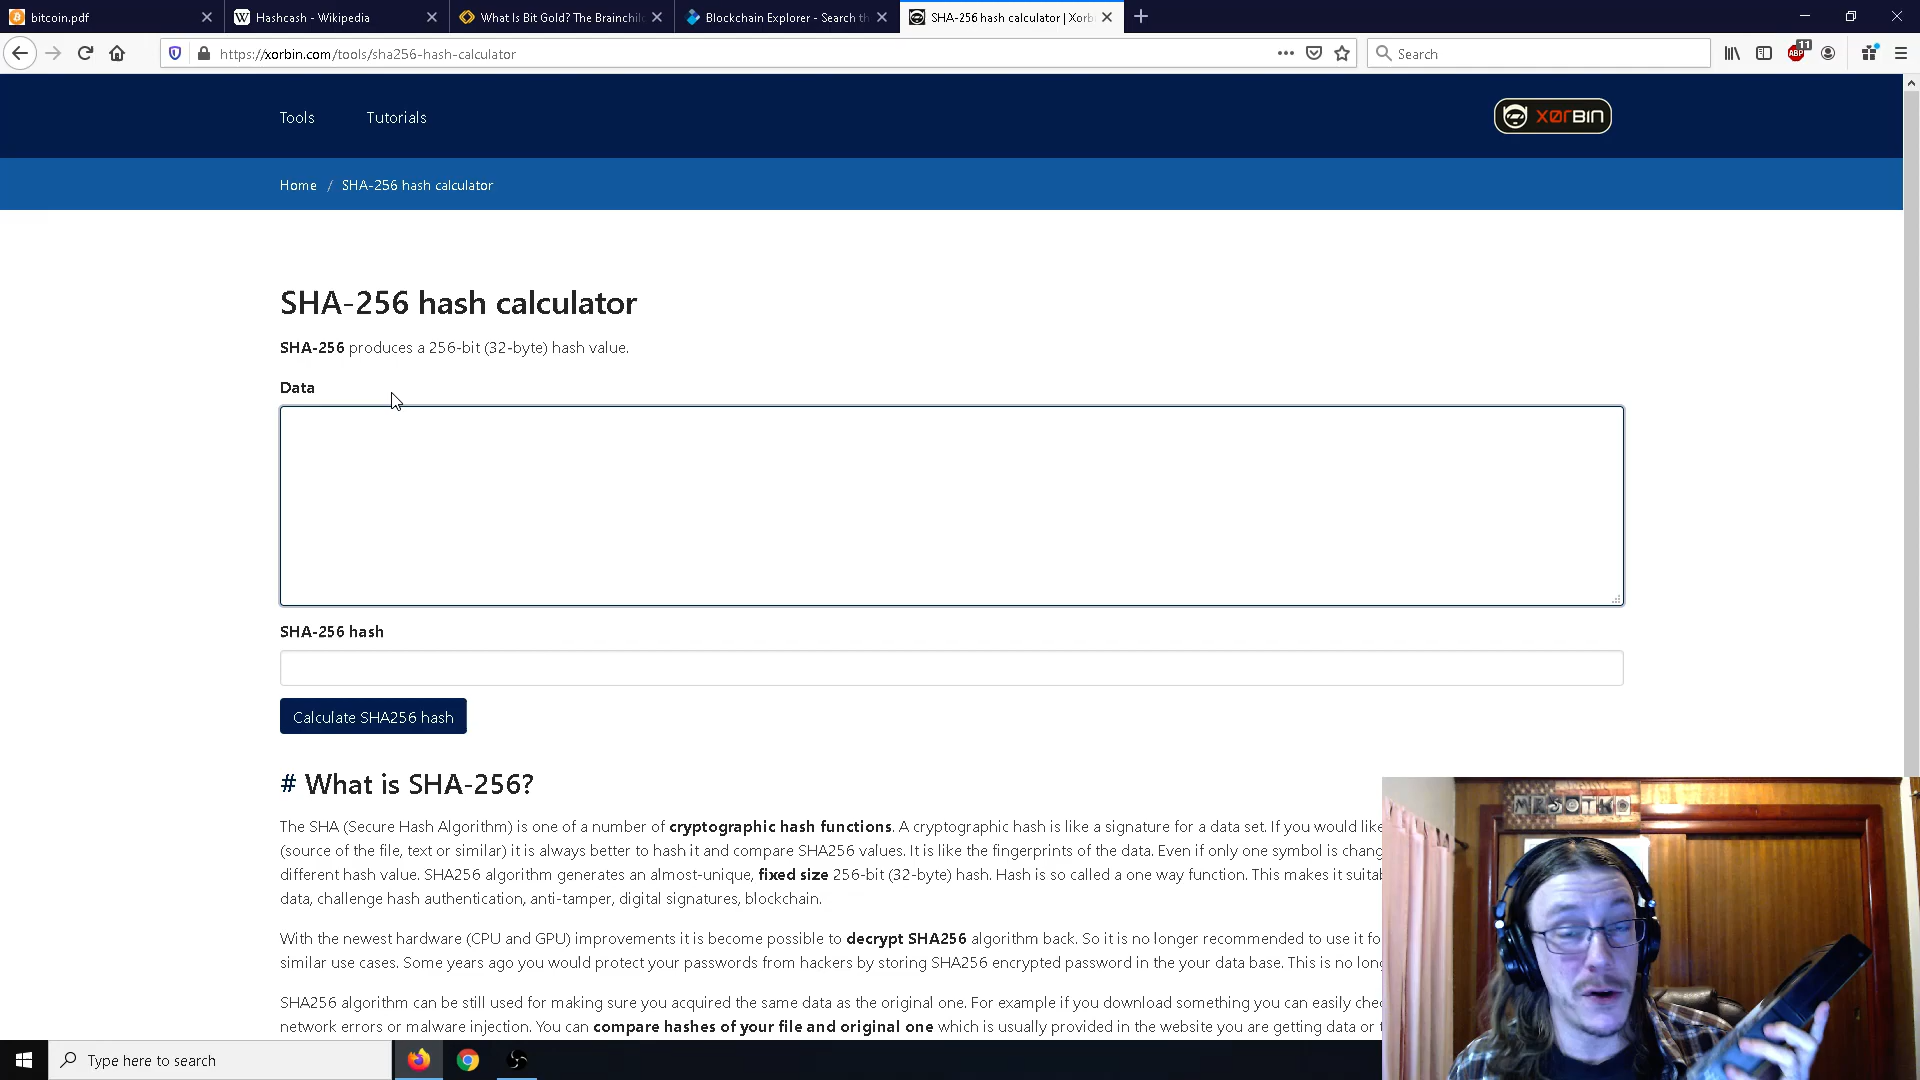 bitcoin.pdf
Hashcash - Wikipedia
What Is Bit Gold? The Brainchil
Blockchain Explorer - Search th
SHA-256 hash calculator | Xorb
https://xorbin.com/tools/sha256-hash-calculator
Search
11
ABP
Tools
Tutorials
xørBIN
Home / SHA-256 hash calculator
SHA-256 hash calculator
SHA-256 produces a 256-bit (32-byte) hash value.
Data
SHA-256 hash
Calculate SHA256 hash
# What is SHA-256?
The SHA (Secure Hash Algorithm) is one of a number of cryptographic hash functions. A cryptographic hash is like a signature for a data set. If you would like
(source of the file, text or similar) it is always better to hash it and compare SHA256 values. It is like the fingerprints of the data. Even if only one symbol is chang
different hash value. SHA256 algorithm generates an almost-unique, fixed size 256-bit (32-byte) hash. Hash is so called a one way function. This makes it suitab
data, challenge hash authentication, anti-tamper, digital signatures, blockchain.
With the newest hardware (CPU and GPU) improvements it is become possible to decrypt SHA256 algorithm back. So it is no longer recommended to use it fo
similar use cases. Some years ago you would protect your passwords from hackers by storing SHA256 encrypted password in the your data base. This is no long
SHA256 algorithm can be still used for making sure you acquired the same data as the original one. For example if you download something you can easily chec
network errors or malware injection. You can compare hashes of your file and original one which is usually provided in the website you are getting data or t
MRSOTKO
Type here to search